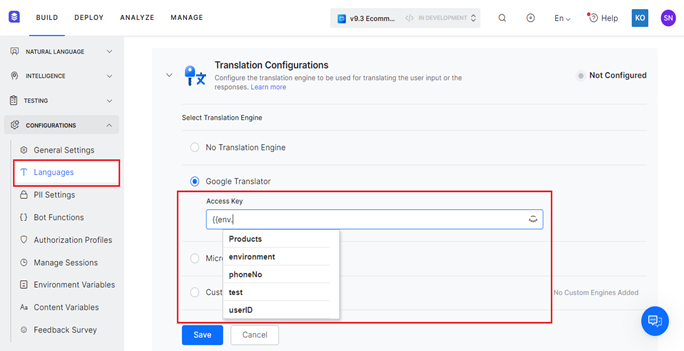 BUILD DEPLOY ANALYZE MANAGE
v9.3 Ecomm... </> IN DEVELOPMENT
En
Help
KO
SN
NATURAL LANGUAGE
INTELLIGENCE
TESTING
CONFIGURATIONS
General Settings
Languages
PII Settings
{} Bot Functions
Authorization Profiles
Manage Sessions
Environment Variables
Aa Content Variables
Feedback Survey
Translation Configurations
Configure the translation engine to be used for translating the user input or the
responses. Learn more
Not Configured
Select Translation Engine
No Translation Engine
Google Translator
Access Key
{{env.
Products
environment
phoneNo
test
userID
Micr
Cust
No Custom Engines Added
Save
Cancel